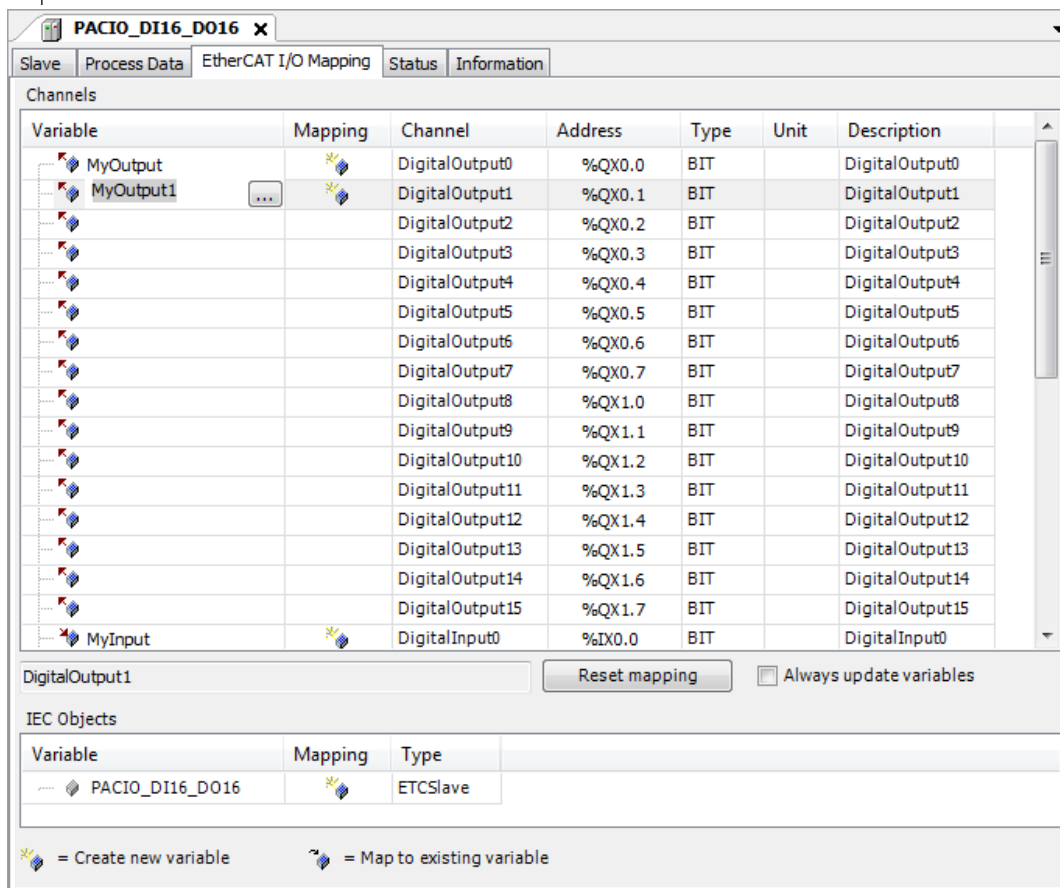 PACIO_DI16_DO16 x
Slave Process Data EtherCAT I/O Mapping Status Information
Channels
Variable Mapping Channel Address Type Unit Description
MyOutput DigitalOutput0 %QX0.0 BIT DigitalOutput0
MyOutput1 ... DigitalOutput1 %QX0.1 BIT DigitalOutput1
DigitalOutput2 %QX0.2 BIT DigitalOutput2
DigitalOutput3 %QX0.3 BIT DigitalOutput3
DigitalOutput4 %QX0.4 BIT DigitalOutput4
DigitalOutput5 %QX0.5 BIT DigitalOutput5
DigitalOutput6 %QX0.6 BIT DigitalOutput6
DigitalOutput7 %QX0.7 BIT DigitalOutput7
DigitalOutput8 %QX1.0 BIT DigitalOutput8
DigitalOutput9 %QX1.1 BIT DigitalOutput9
DigitalOutput10 %QX1.2 BIT DigitalOutput10
DigitalOutput11 %QX1.3 BIT DigitalOutput11
DigitalOutput12 %QX1.4 BIT DigitalOutput12
DigitalOutput13 %QX1.5 BIT DigitalOutput13
DigitalOutput14 %QX1.6 BIT DigitalOutput14
DigitalOutput15 %QX1.7 BIT DigitalOutput15
MyInput DigitalInput0 %IX0.0 BIT DigitalInput0
DigitalOutput1 Reset mapping Always update variables
IEC Objects
Variable Mapping Type
PACIO_DI16_DO16 ETCSlave
= Create new variable = Map to existing variable